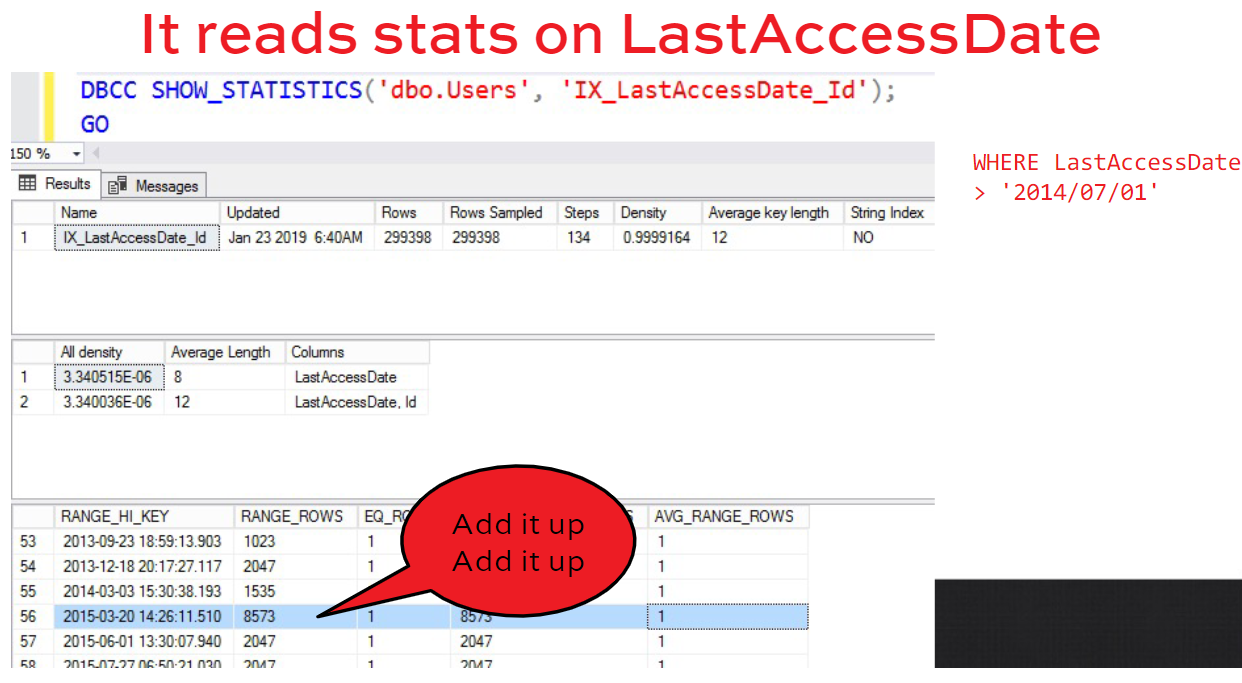 It reads stats on LastAccessDate
DBCC SHOW_STATISTICS('dbo.Users', 'IX_LastAccessDate_Id');
GO
150 %
WHERE LastAccessDate
> '2014/07/01'
Results Messages
Name Updated Rows Rows Sampled Steps Density Average key length String Index
1 IX_LastAccessDate_Id Jan 23 2019 6:40AM 299398 299398 134 0.9999164 12 NO
All density Average Length Columns
1 3.340515E-06 8 LastAccessDate
2 3.340036E-06 12 LastAccessDate, Id
RANGE_HI_KEY RANGE_ROWS AVG_RANGE_ROWS
Add it up
Add it up
53 2013-09-23 18:59:13.903 1023 1 1
54 2013-12-18 20:17:27.117 2047 1 1
55 2014-03-03 15:30:38.193 1535 1
56 2015-03-20 14:26:11.510 8573 1 8573 1
57 2015-06-01 13:30:07.940 2047 1 2047 1
58 2015-07-27 06:50:21.030 2047 1 2047 1